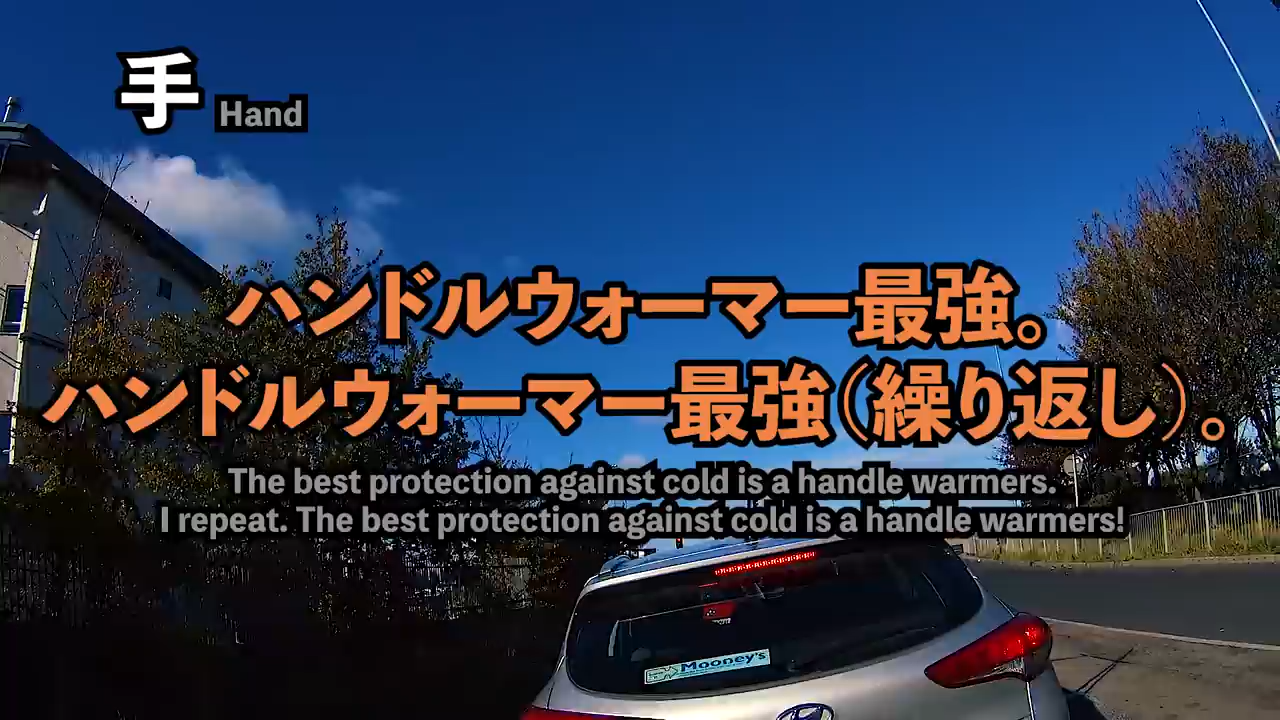 手
Hand
ハンドルウォーマー最強。
ハンドルウォーマー最強（繰り返し）。
The best protection against cold is a handle warmers.
I repeat. The best protection against cold is a handle warmers!
Mooney's